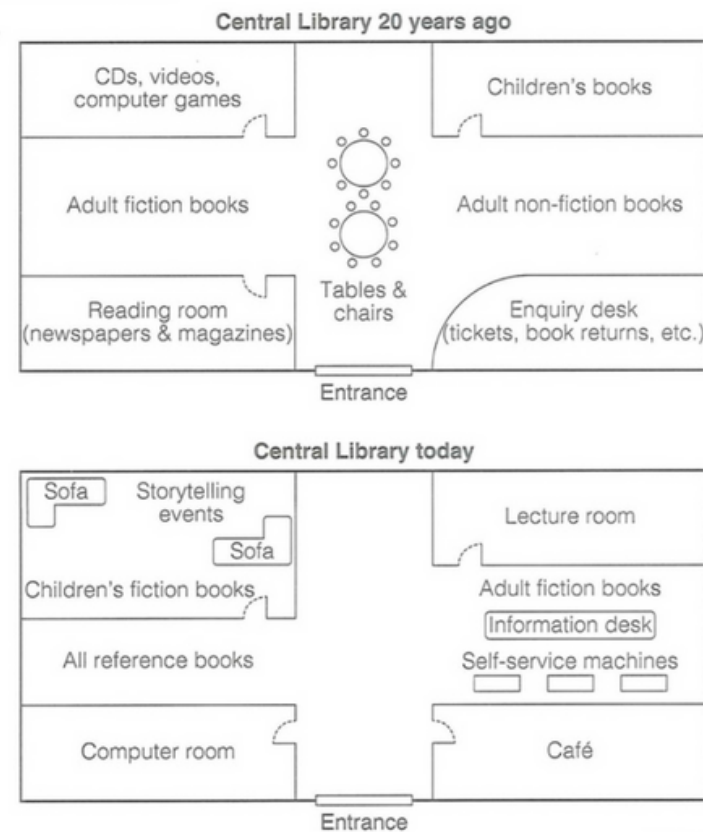 Central Library 20 years ago
CDs, videos,
computer games
Children's books
Adult fiction books
Adult non-fiction books
Reading room
(newspapers & magazines)
Tables &
chairs
Enquiry desk
(tickets, book returns, etc.)
Entrance
Central Library today
Sofa
Storytelling
events
Sofa
Children's fiction books
Lecture room
All reference books
Adult fiction books
Information desk
Self-service machines
Computer room
Café
Entrance